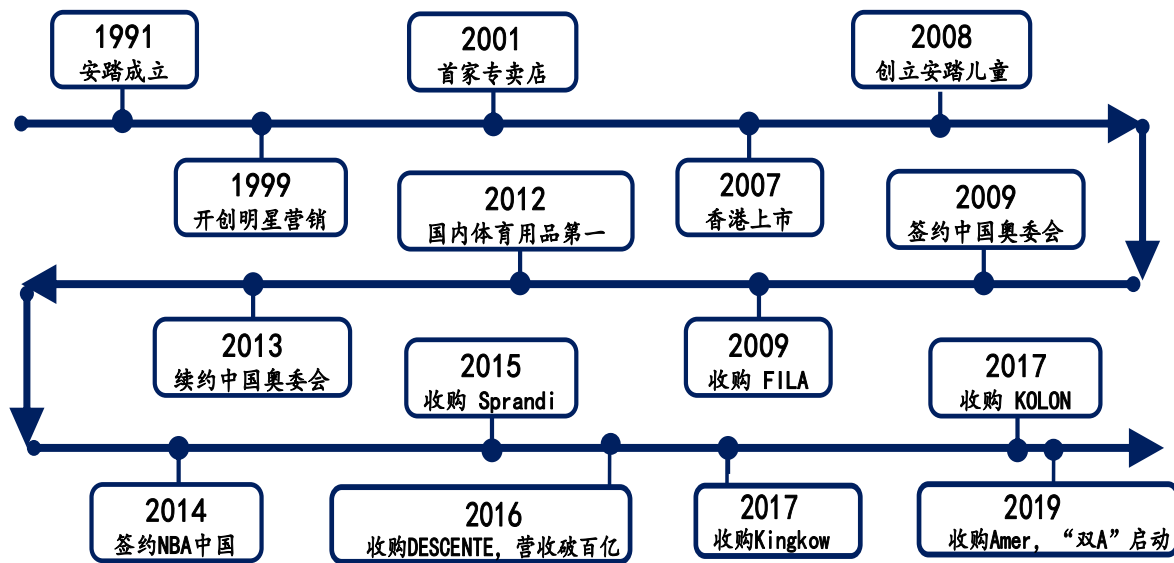 1991
安踏成立
1999
开创明星营销
2001
首家专卖店
2007
香港上市
2008
创立安踏儿童
2009
签约中国奥委会
2009
收购 FILA
2012
国内体育用品第一
2013
续约中国奥委会
2014
签约NBA中国
2015
收购 Sprandi
2016
收购DESCENTE，营收破百亿
2017
收购Kingkow
2017
收购 KOLON
2019
收购Amer，“双A”启动